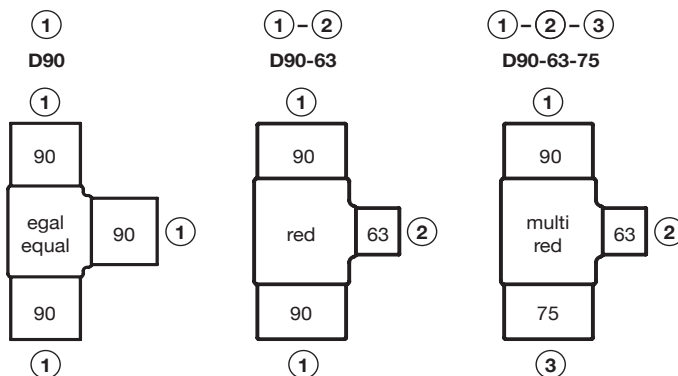 ①
D90
①
90
egal
equal
90
①
90
①
①–②
D90-63
①
90
red
63
②
90
①
①–②–③
D90-63-75
①
90
multi
red
63
②
75
③